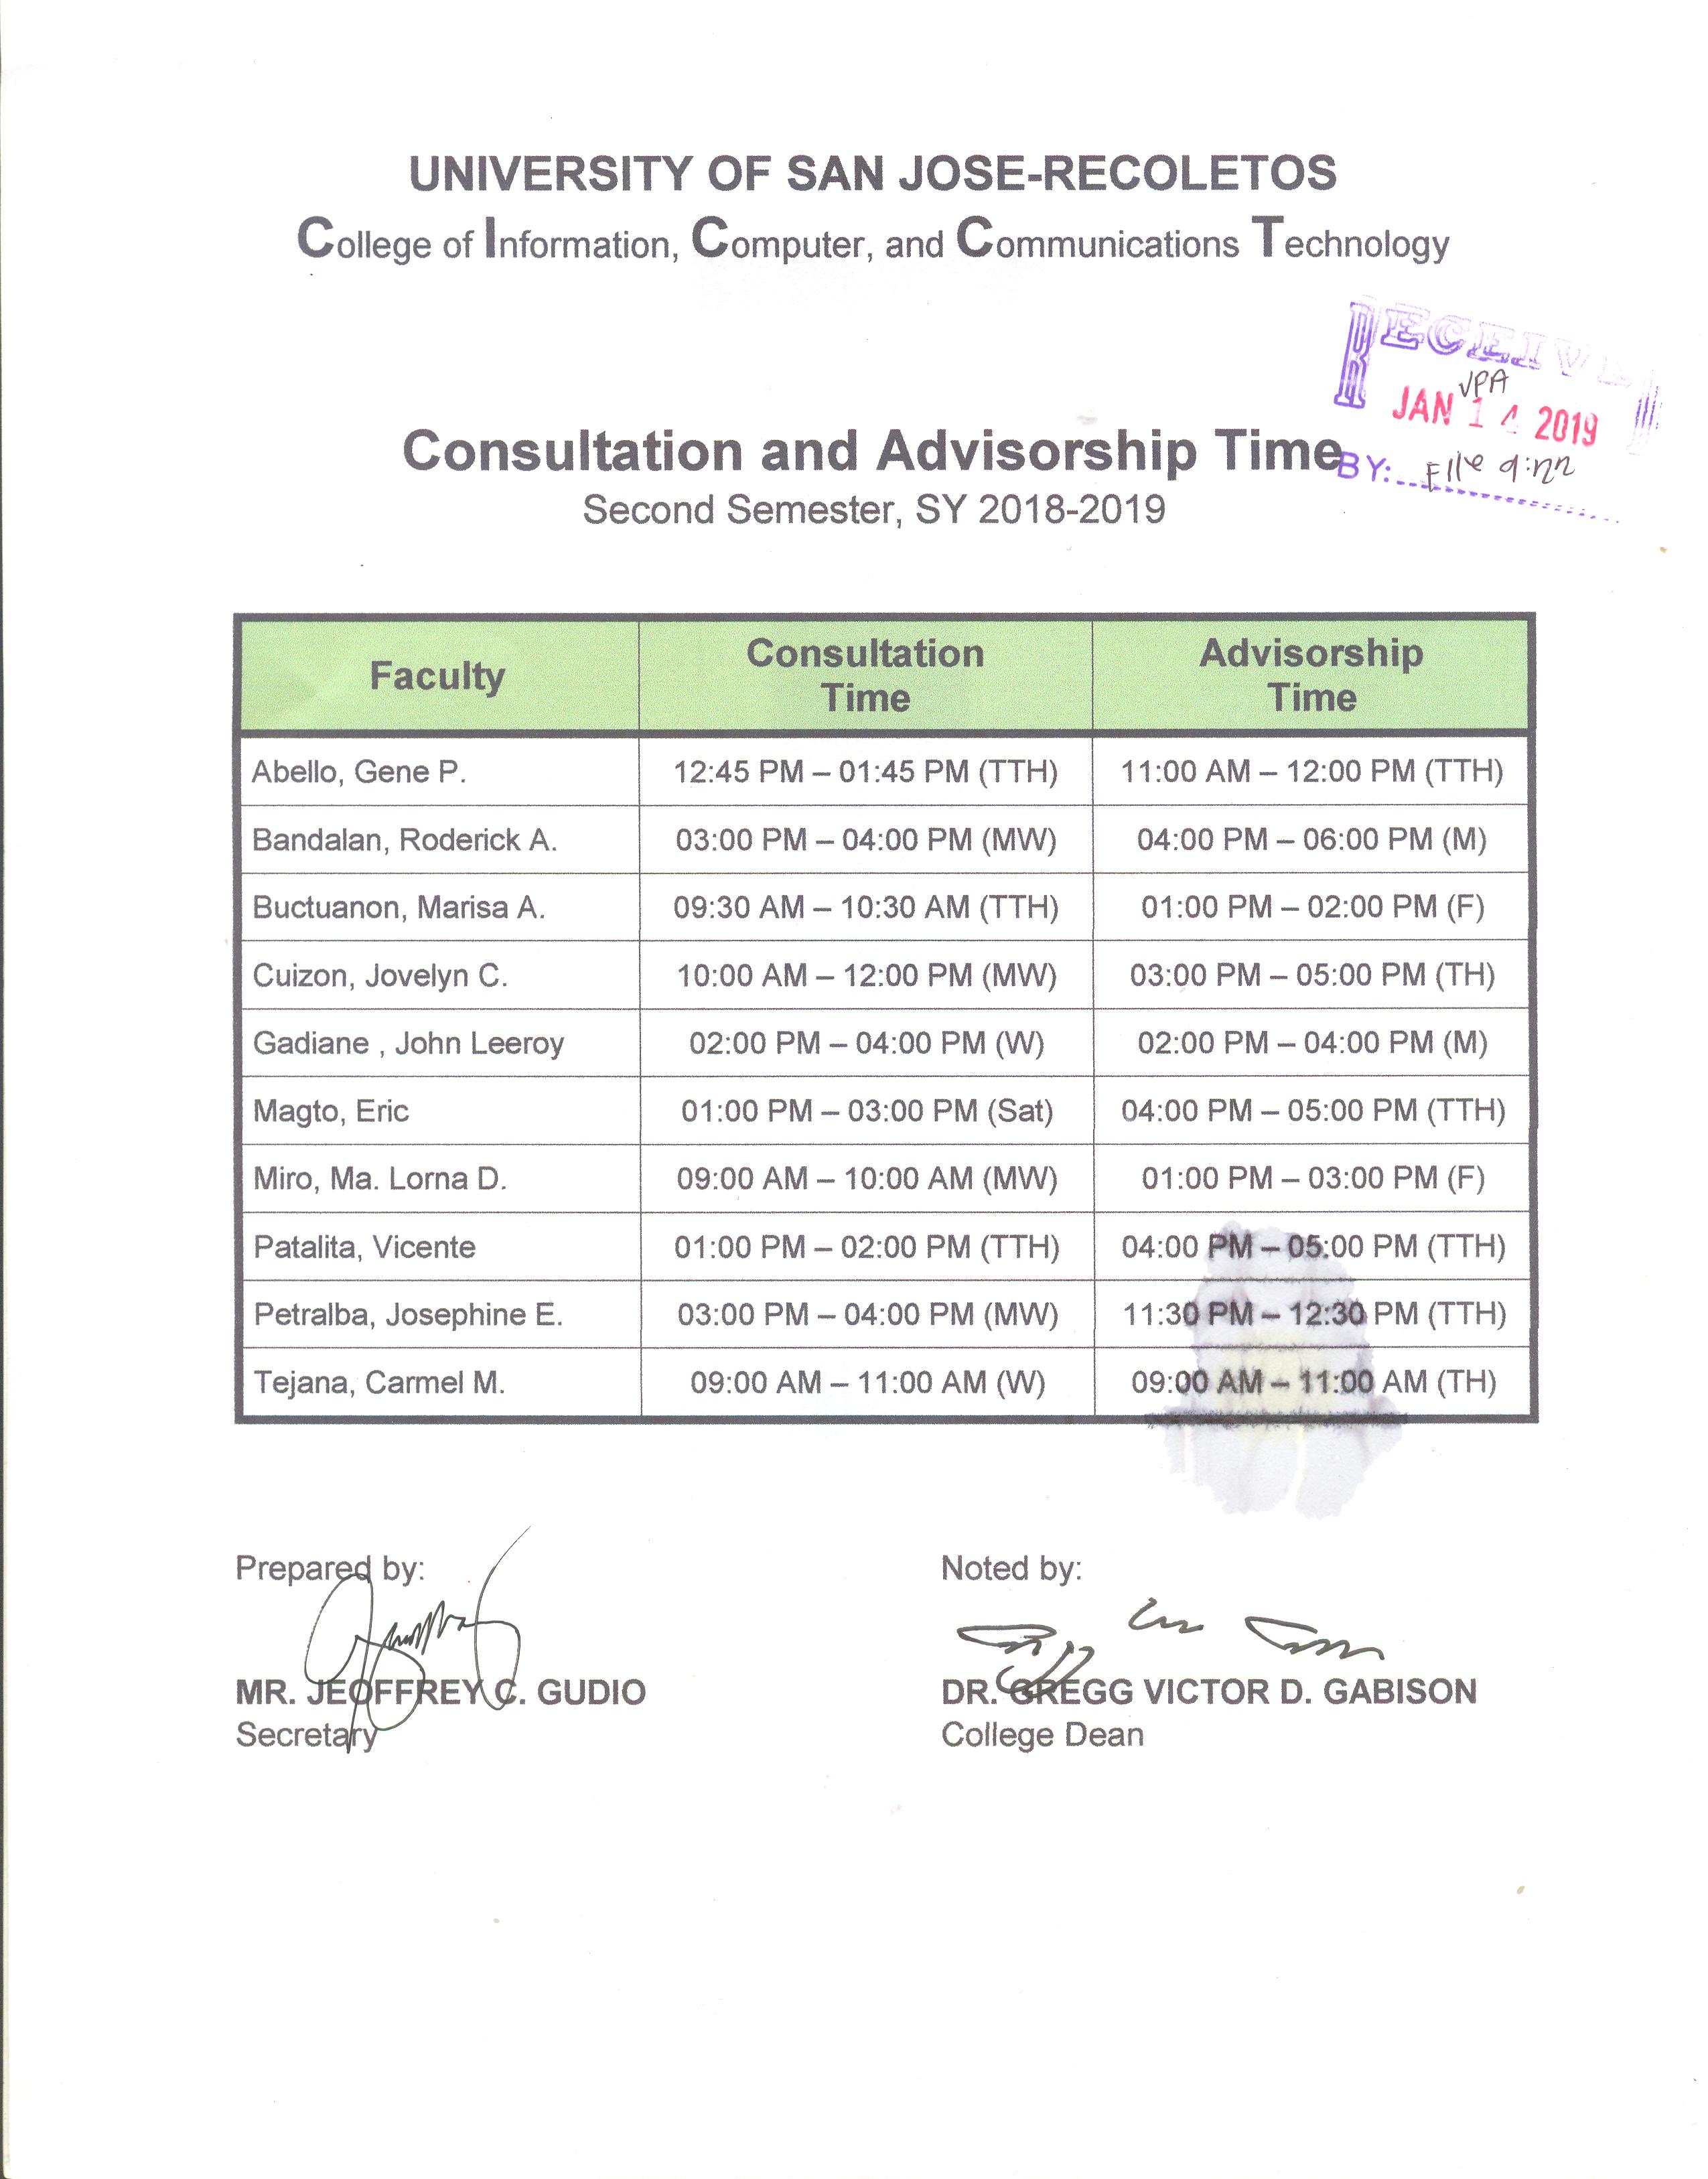 UNIVERSITY OF SAN JOSE-RECOLETOS
College of Information, Computer, and Communications Technology
RECEIVE
VPA
JAN 14 2019
Consultation and Advisorship Time
BY: Elle
Second Semester, SY 2018-2019
Faculty Consultation Time Advisorship Time
Abello, Gene P. 12:45 PM – 01:45 PM (TTH) 11:00 AM – 12:00 PM (TTH)
Bandalan, Roderick A. 03:00 PM – 04:00 PM (MW) 04:00 PM – 06:00 PM (M)
Buctuanon, Marisa A. 09:30 AM – 10:30 AM (TTH) 01:00 PM – 02:00 PM (F)
Cuizon, Jovelyn C. 10:00 AM – 12:00 PM (MW) 03:00 PM – 05:00 PM (TH)
Gadiane , John Leeroy 02:00 PM – 04:00 PM (W) 02:00 PM – 04:00 PM (M)
Magto, Eric 01:00 PM – 03:00 PM (Sat) 04:00 PM – 05:00 PM (TTH)
Miro, Ma. Lorna D. 09:00 AM – 10:00 AM (MW) 01:00 PM – 03:00 PM (F)
Patalita, Vicente 01:00 PM – 02:00 PM (TTH) 04:00 PM – 05:00 PM (TTH)
Petralba, Josephine E. 03:00 PM – 04:00 PM (MW) 11:30 PM – 12:30 PM (TTH)
Tejana, Carmel M. 09:00 AM – 11:00 AM (W) 09:00 AM – 11:00 AM (TH)
Prepared by: Noted by:
MR. JEOFFREY C. GUDIO DR. GREGG VICTOR D. GABISON
Secretary College Dean